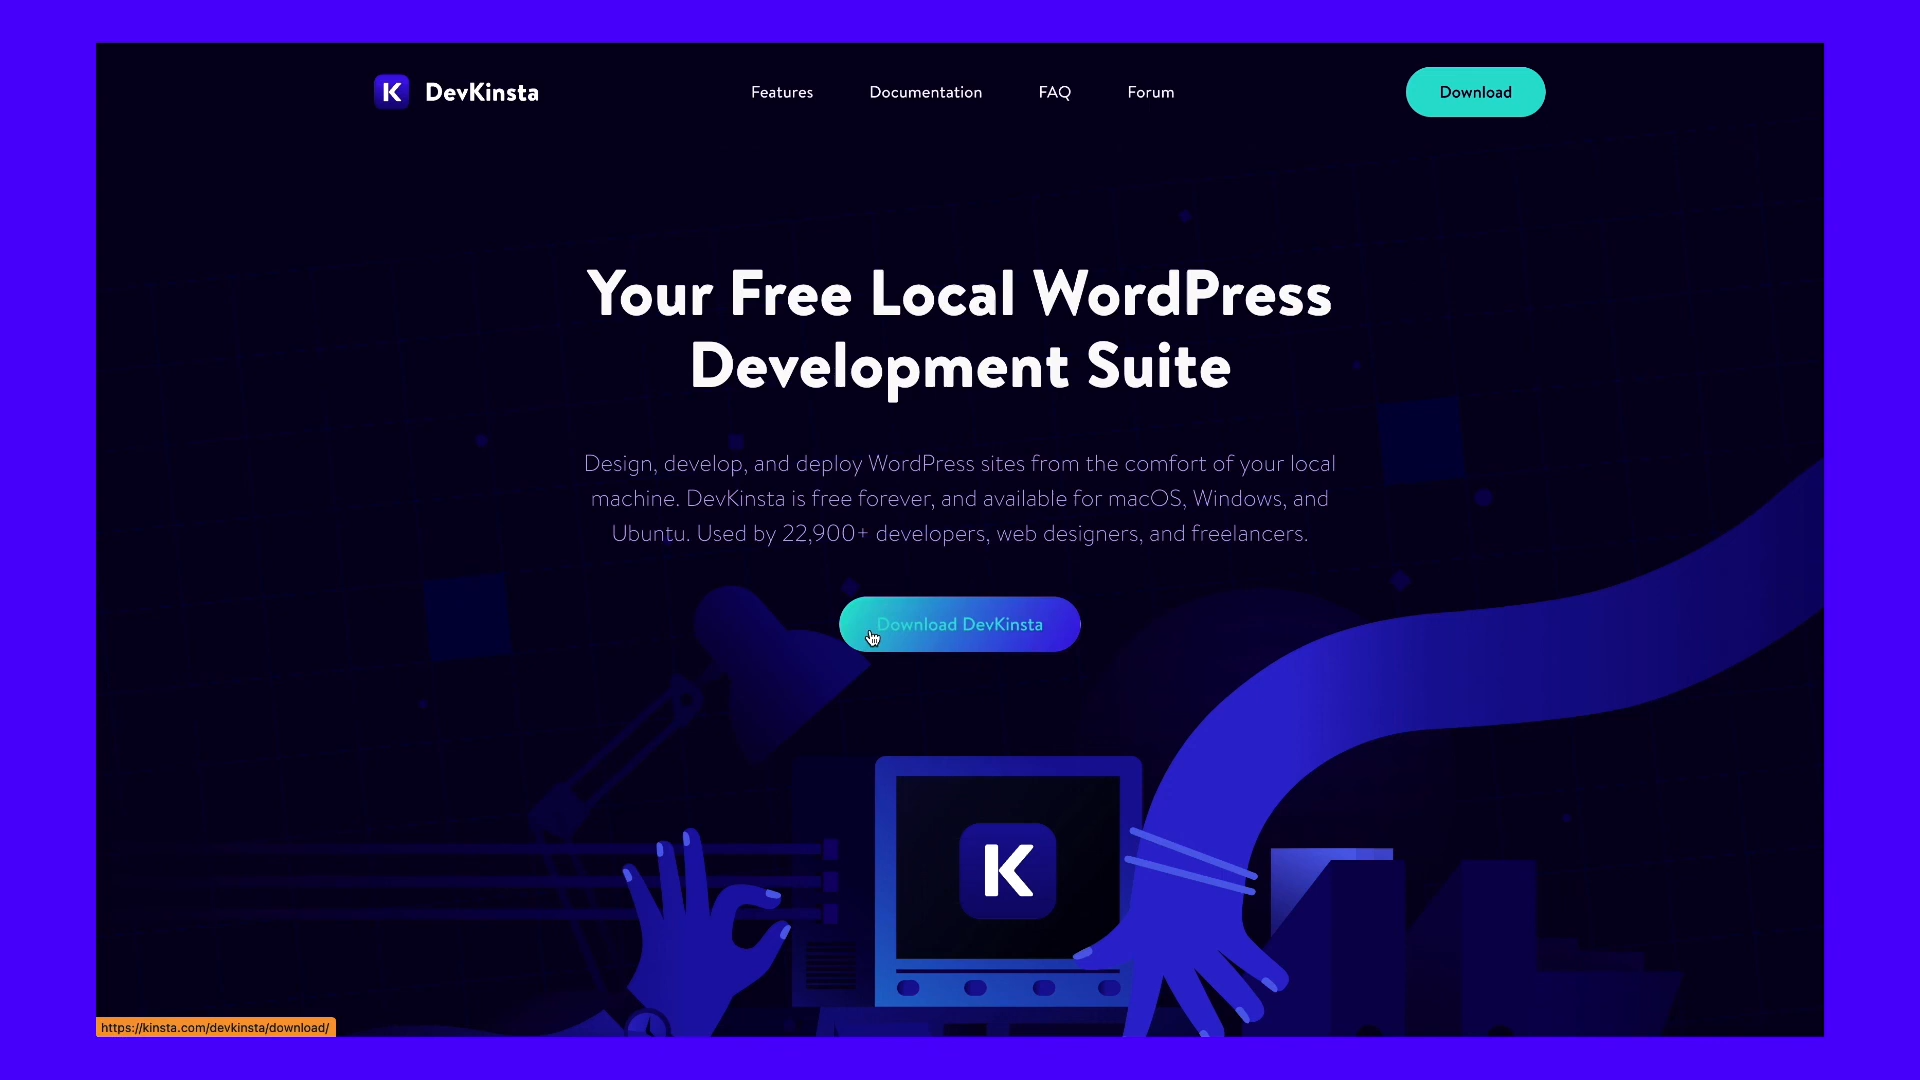 K DevKinsta
Features
Documentation
FAQ
Forum
Download
Your Free Local WordPress
Development Suite
Design, develop, and deploy WordPress sites from the comfort of your local
machine. DevKinsta is free forever, and available for macOS, Windows, and
Ubuntu. Used by 22,900+ developers, web designers, and freelancers.
Download DevKinsta
K
https://kinsta.com/devkinsta/download/